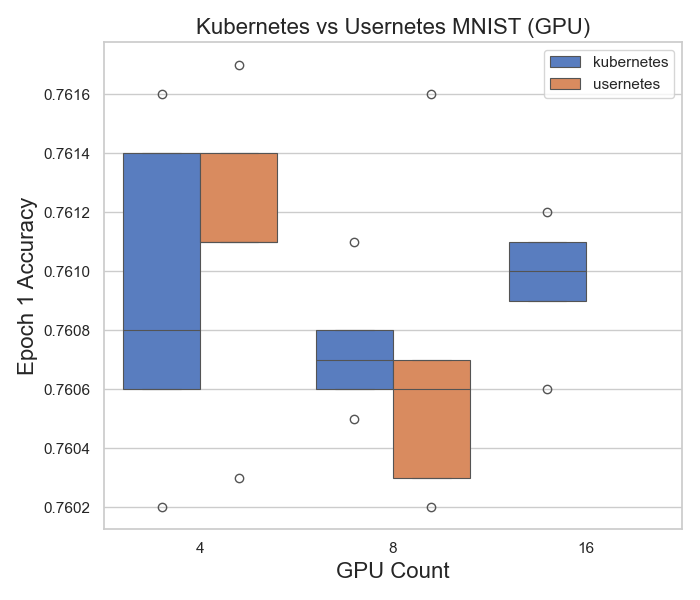 Kubernetes vs Usernetes MNIST (GPU)
kubernetes
usernetes
Epoch 1 Accuracy
0.7616
0.7614
0.7612
0.7610
0.7608
0.7606
0.7604
0.7602
4 8 16
GPU Count